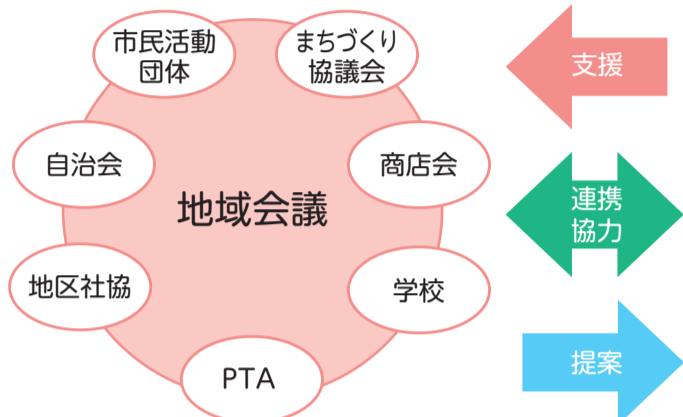 市民活動
団体
まちづくり
協議会
支援
自治会
商店会
地域会議
連携
協力
地区社協
学校
PTA
提案